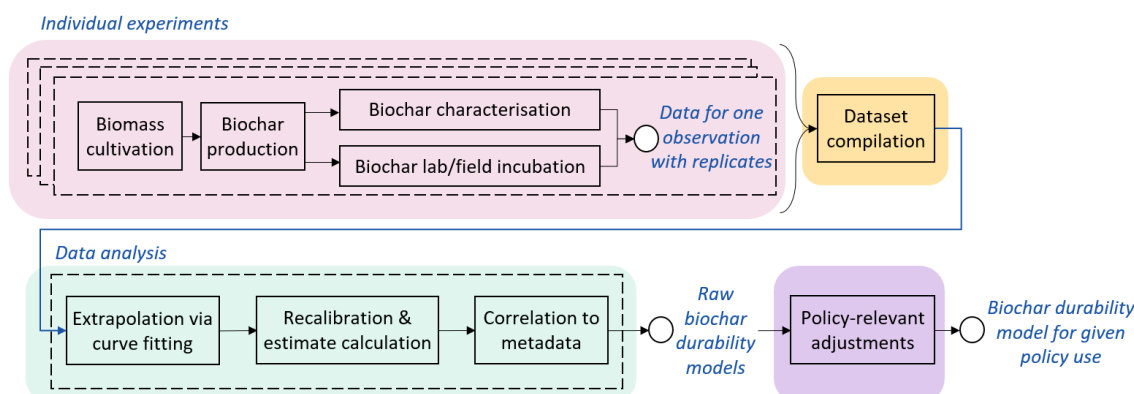 Individual experiments
Biomass
cultivation
Biochar
production
Biochar characterisation
Biochar lab/field incubation
Data for one
observation
with replicates
Dataset
compilation
Data analysis
Extrapolation via
curve fitting
Recalibration &
estimate calculation
Correlation to
metadata
Raw
biochar
durability
models
Policy-relevant
adjustments
Biochar durability
model for given
policy use